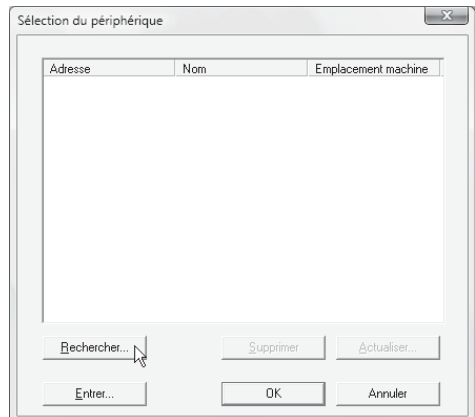 Sélection du périphérique
Adresse Nom Emplacement machine
Rechercher... Supprimer Actualiser...
Entrer... OK Annuler